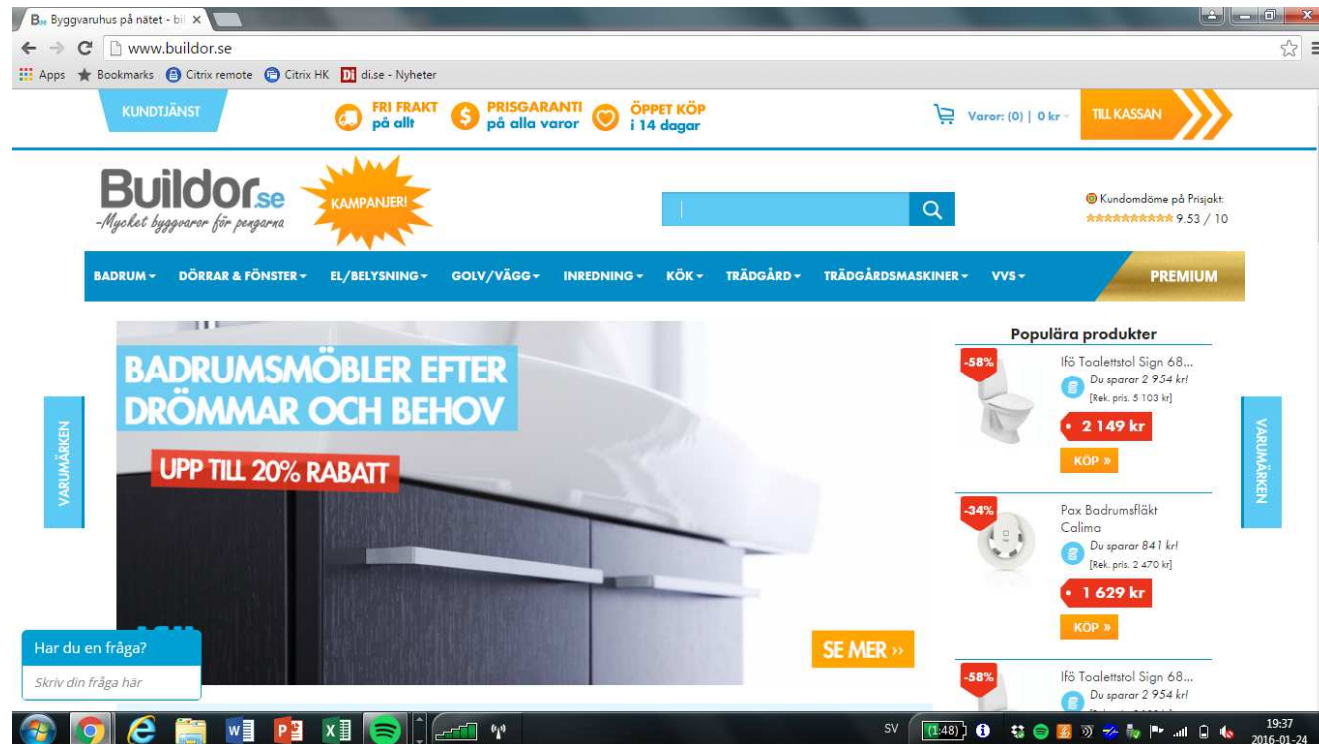 Byggvaruhus på nätet - bil
www.buildor.se
Apps Bookmarks Citrix remote Citrix HK Di di.se - Nyheter
KUNDTJÄNST
FRI FRAKT
på allt
PRISGARANTI
på alla varor
ÖPPET KÖP
i 14 dagar
Varor: (0) | 0 kr
TILL KASSAN
Buildor.se
-Mycket byggvaror för pengarna
KAMPANJER!
Kundomdöme på Prisjakt:
9.53 / 10
BADRUM DÖRRAR & FÖNSTER EL/BELYSNING GOLV/VÄGG INREDNING KÖK TRÄDGÅRD TRÄDGÅRDSMASKINER VVS PREMIUM
VARUMÄRKEN
BADRUMSMÖBLER EFTER
DRÖMMAR OCH BEHOV
UPP TILL 20% RABATT
SE MER »
Populära produkter
-58%
Ifö Toalettstol Sign 68...
Du sparar 2 954 kr!
[Rek. pris. 5 103 kr]
2 149 kr
KÖP »
-34%
Pax Badrumsfläkt
Calima
Du sparar 841 kr!
[Rek. pris. 2 470 kr]
1 629 kr
KÖP »
-58%
Ifö Toalettstol Sign 68...
Du sparar 2 954 kr!
VARUMÄRKEN
Har du en fråga?
Skriv din fråga här
SV (1:48) 19:37
2016-01-24